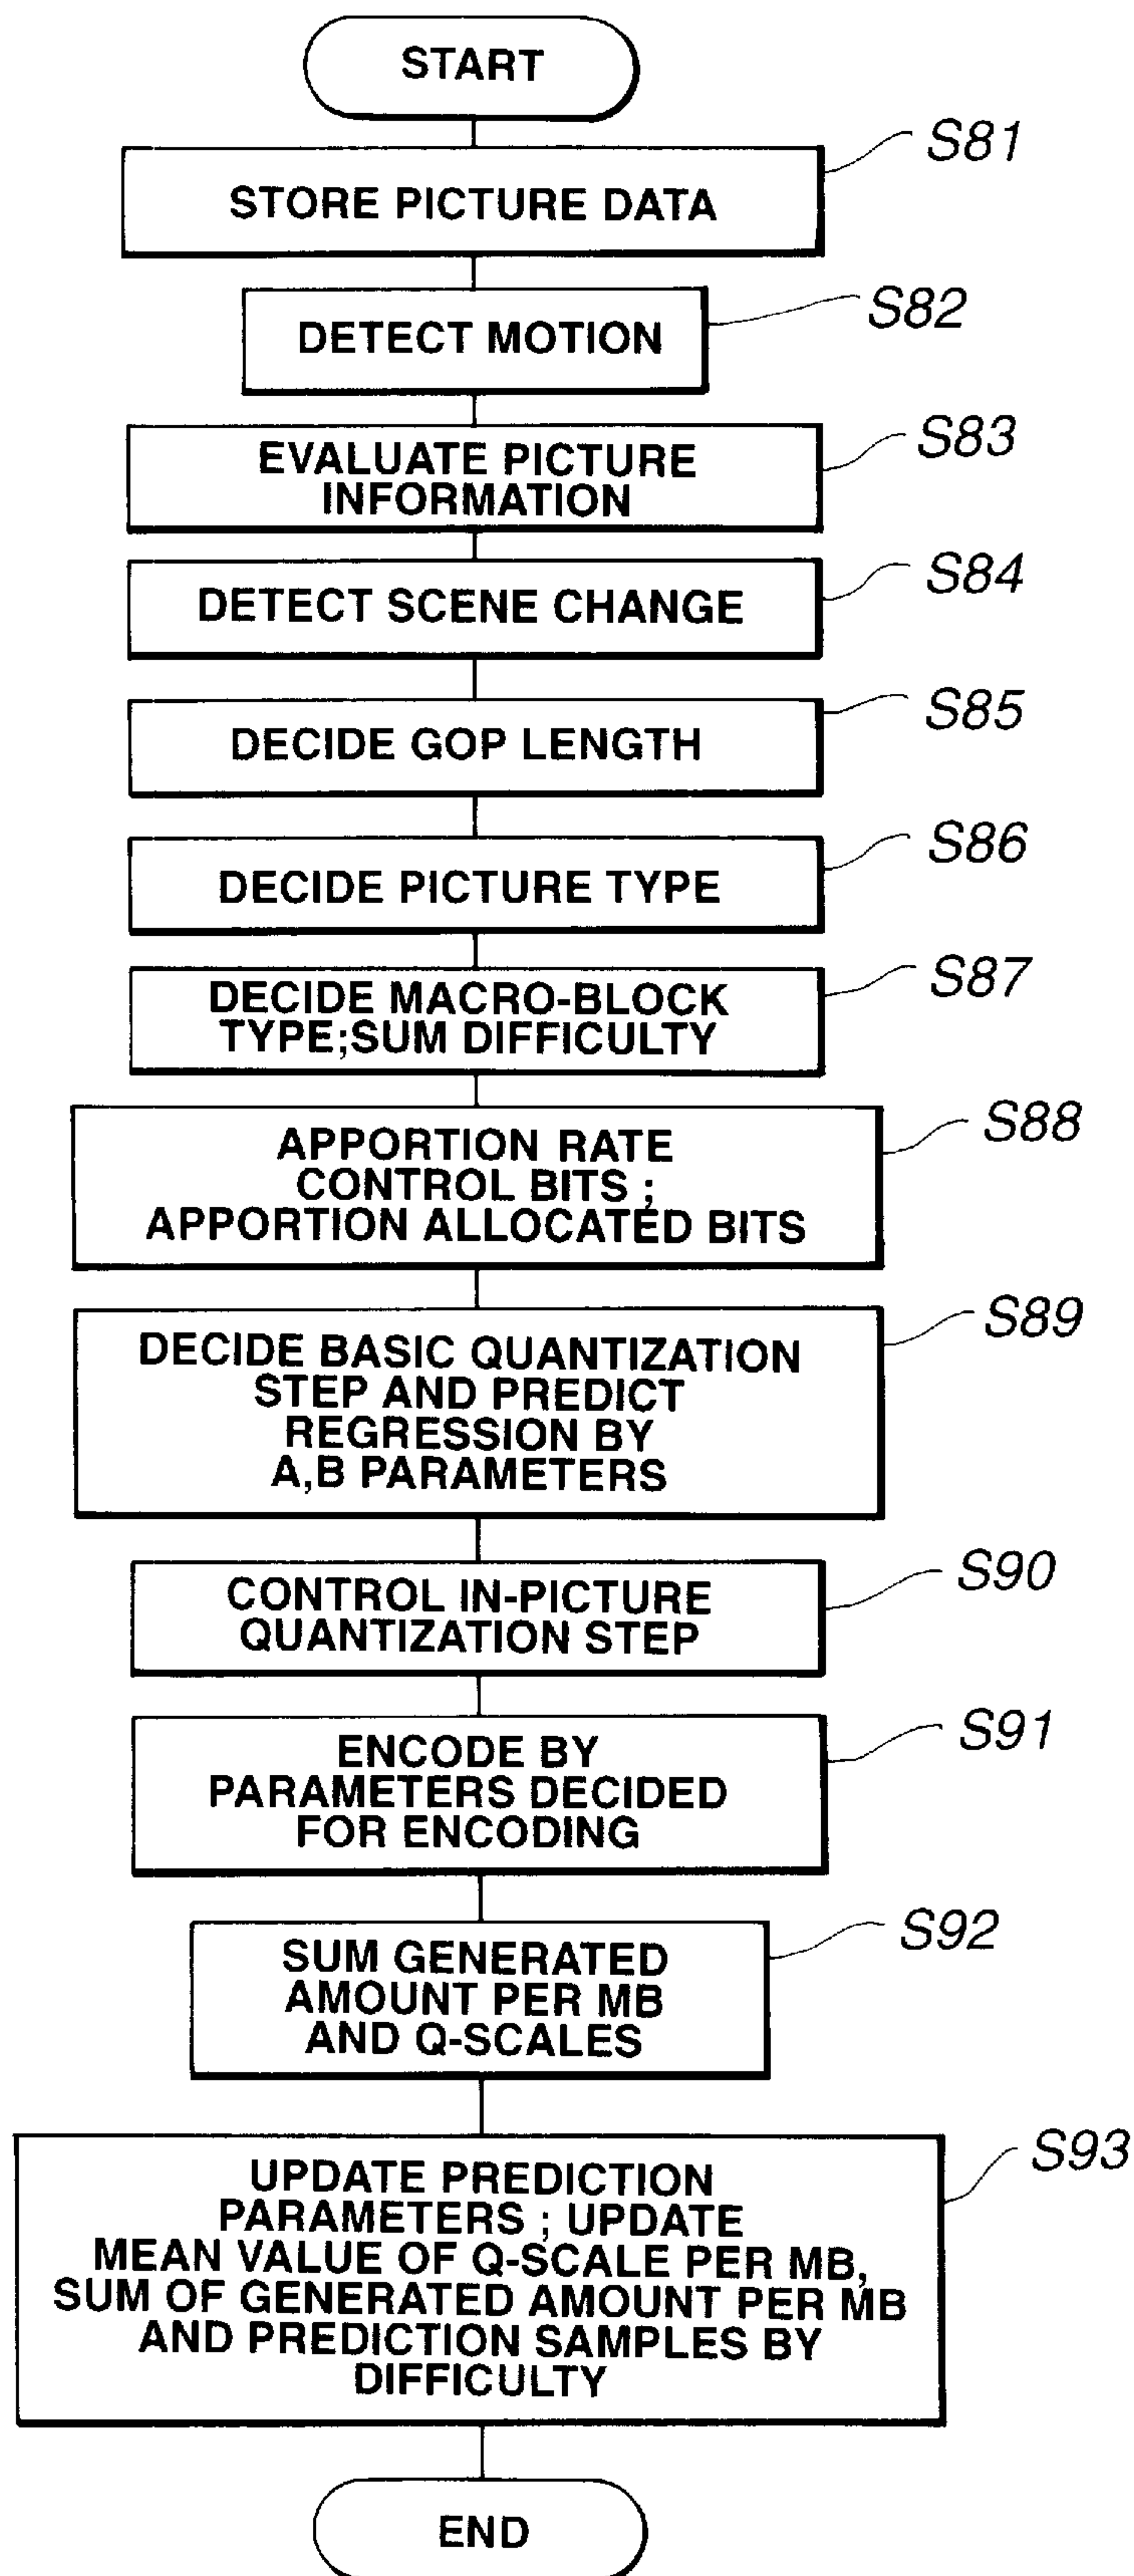 START
S81
STORE PICTURE DATA
S82
DETECT MOTION
S83
EVALUATE PICTURE
INFORMATION
S84
DETECT SCENE CHANGE
S85
DECIDE GOP LENGTH
S86
DECIDE PICTURE TYPE
S87
DECIDE MACRO-BLOCK
TYPE;SUM DIFFICULTY
S88
APPORTION RATE
CONTROL BITS ;
APPORTION ALLOCATED BITS
S89
DECIDE BASIC QUANTIZATION
STEP AND PREDICT
REGRESSION BY
A,B PARAMETERS
S90
CONTROL IN-PICTURE
QUANTIZATION STEP
S91
ENCODE BY
PARAMETERS DECIDED
FOR ENCODING
S92
SUM GENERATED
AMOUNT PER MB
AND Q-SCALES
S93
UPDATE PREDICTION
PARAMETERS ; UPDATE
MEAN VALUE OF Q-SCALE PER MB,
SUM OF GENERATED AMOUNT PER MB
AND PREDICTION SAMPLES BY
DIFFICULTY
END